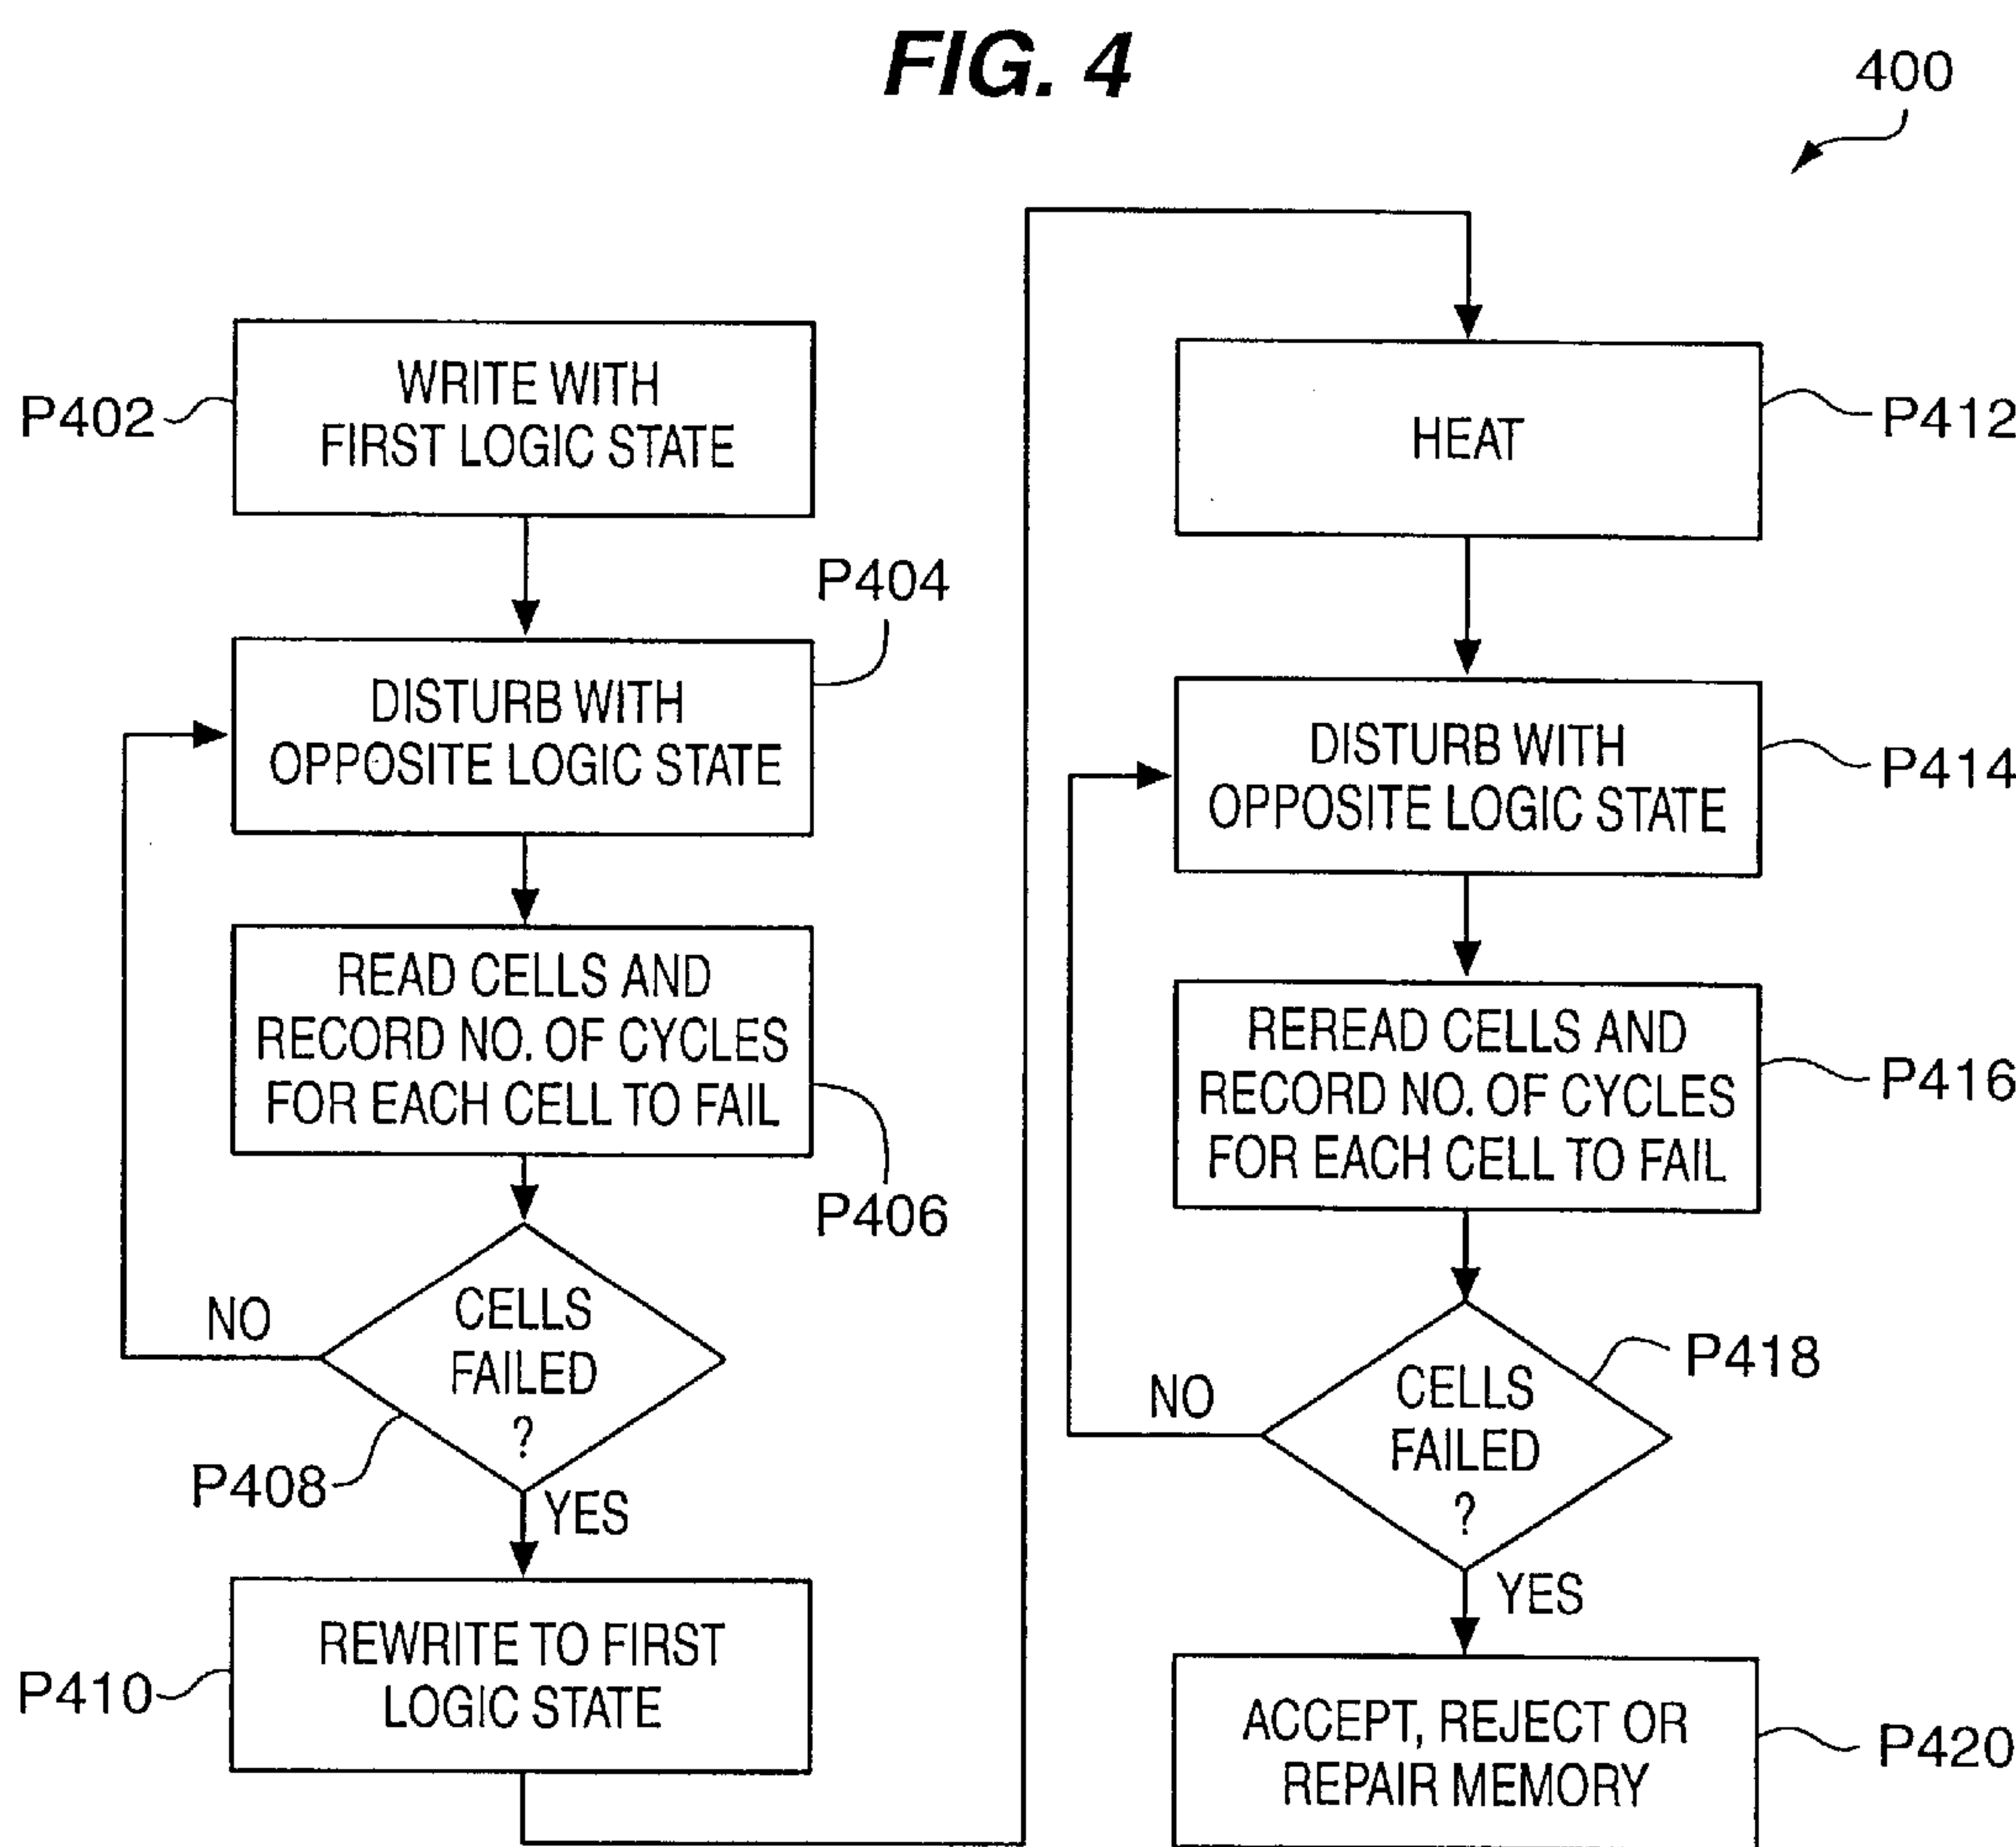 FIG. 4
400
P402
WRITE WITH
FIRST LOGIC STATE
P404
DISTURB WITH
OPPOSITE LOGIC STATE
READ CELLS AND
RECORD NO. OF CYCLES
FOR EACH CELL TO FAIL
P406
NO
CELLS
FAILED
?
P408
YES
P410
REWRITE TO FIRST
LOGIC STATE
HEAT
P412
DISTURB WITH
OPPOSITE LOGIC STATE
P414
REREAD CELLS AND
RECORD NO. OF CYCLES
FOR EACH CELL TO FAIL
P416
NO
CELLS
FAILED
?
P418
YES
ACCEPT, REJECT OR
REPAIR MEMORY
P420